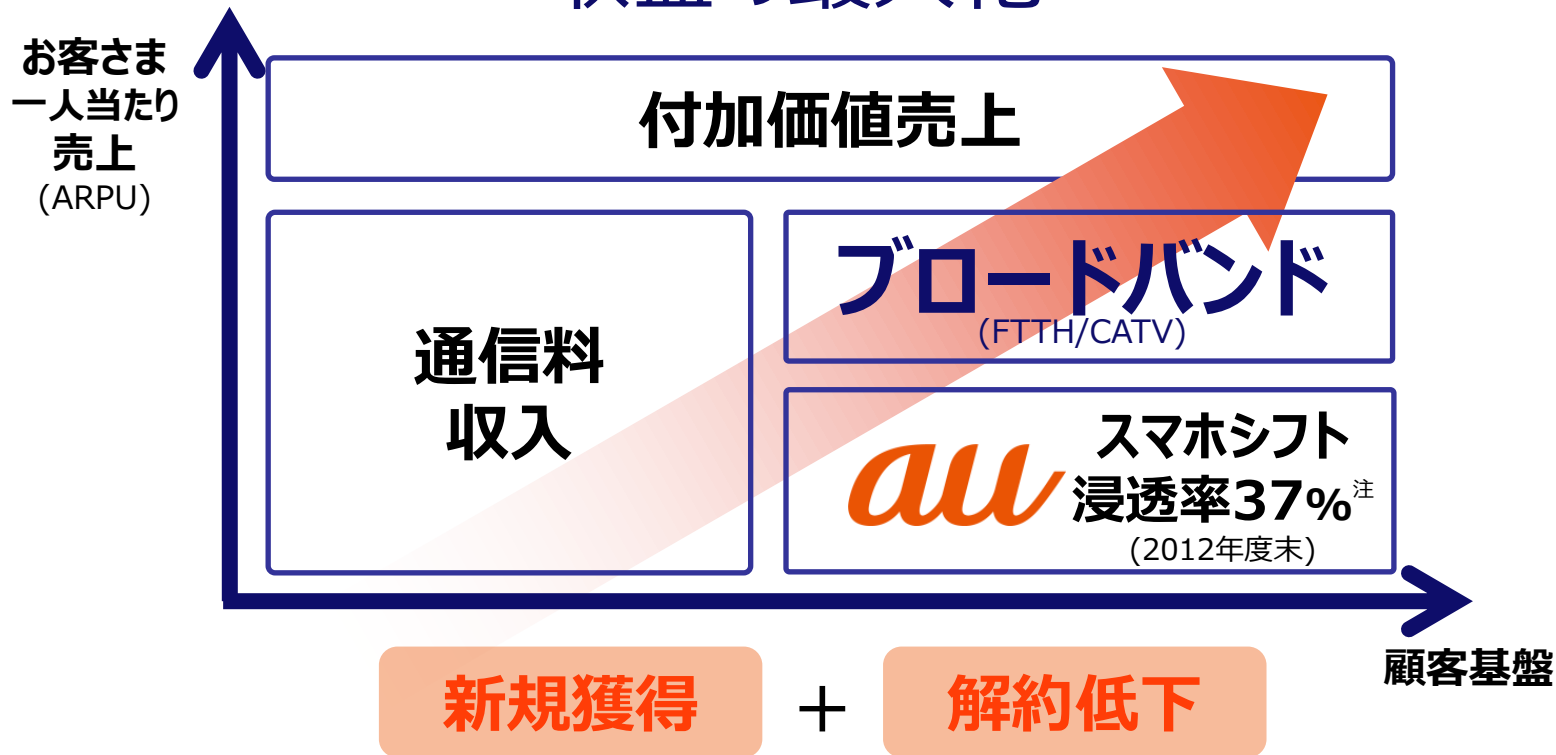 お客さま
一人当たり
売上
(ARPU)
付加価値売上
通信料
収入
ブロードバンド
(FTTH/CATV)
au
スマホシフト
浸透率37%注
(2012年度末)
新規獲得 + 解約低下
顧客基盤